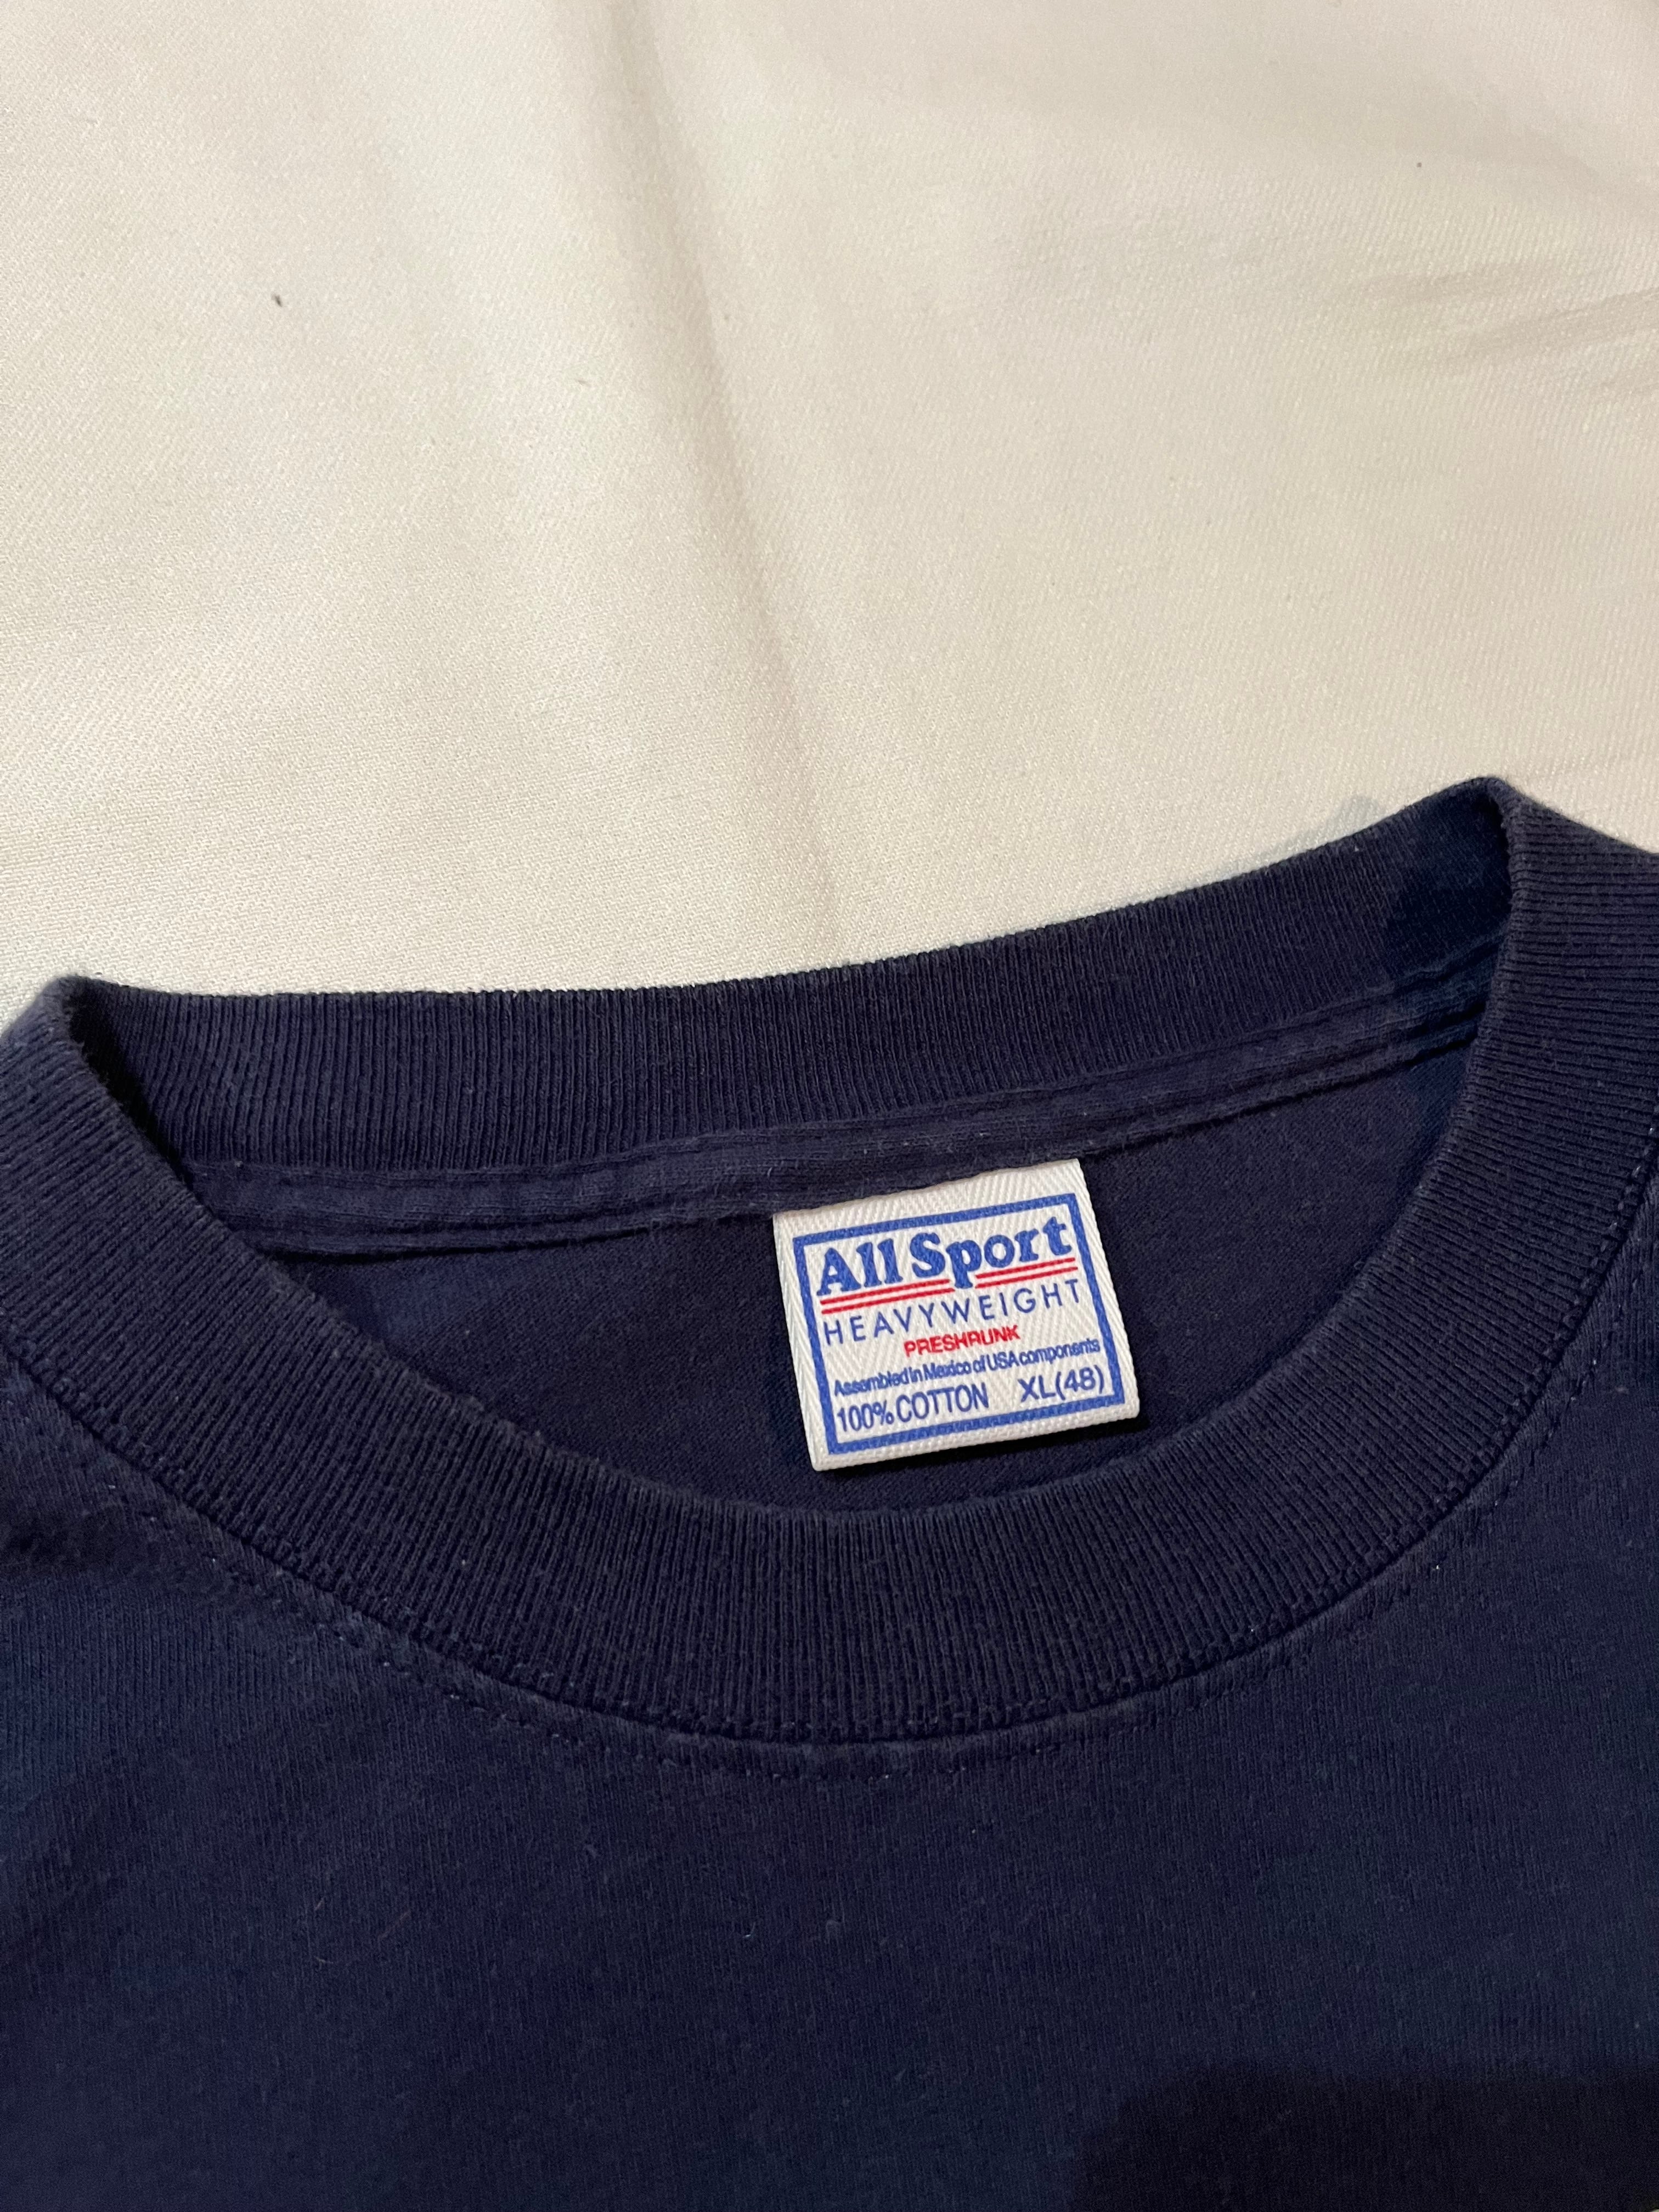 All Sport
HEAVYWEIGHT
PRESHRUNK
Assembled in Mexico of USA components
100% COTTON XL(48)